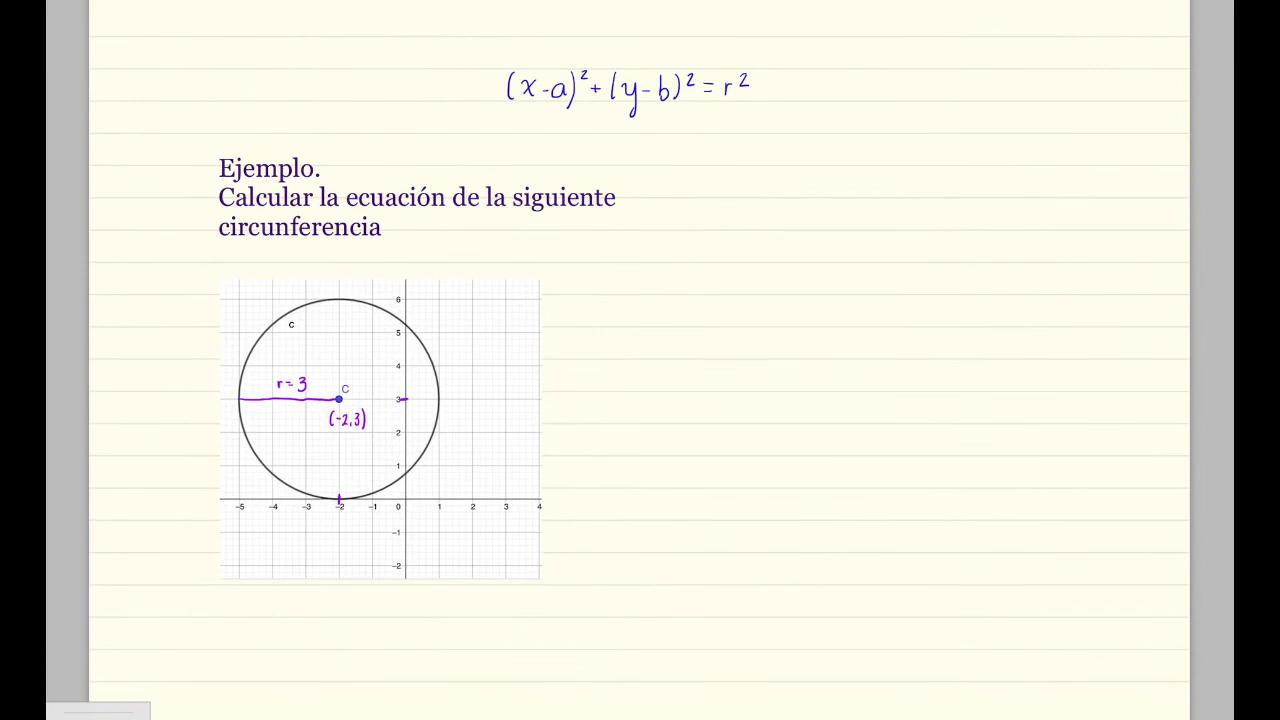 (x-a)²+(y-b)²=r²
Ejemplo.
Calcular la ecuación de la siguiente
circunferencia
6
c
5
4
r=3
C
3
(-2,3)
2
1
−5 −4 −3 −2 −1 0 1 2 3 4
−1
−2